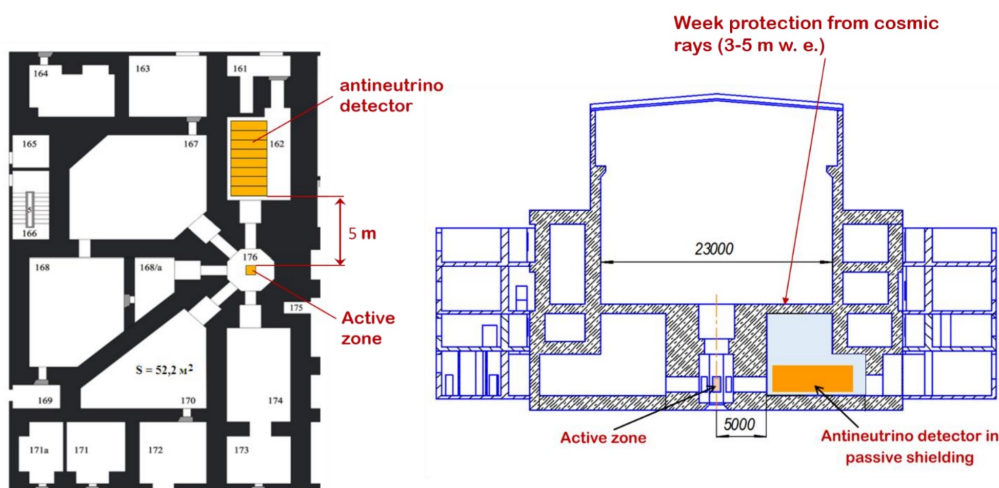 164
163
161
antineutrino
detector
165
167
162
166
5 m
176
168
168/a
175
Active
zone
S = 52,2 м²
169
170
174
171a
171
172
173
Week protection from cosmic
rays (3-5 m w. e.)
23000
5000
Active zone
Antineutrino detector in
passive shielding